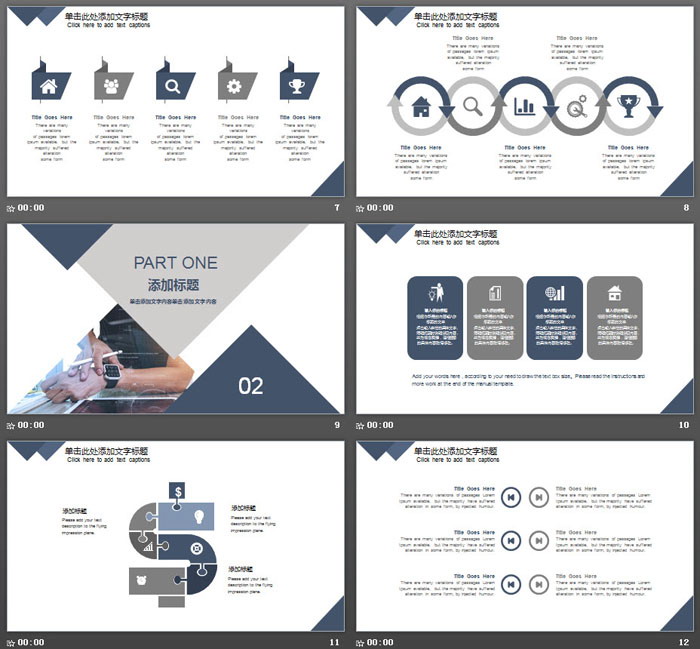 单击此处添加文字标题
Click here to add text captions
Title Goes Here
There are many
variations
of passages lorem
ipsum available,
but the majority
suffered alteration
some form
Title Goes Here
There are many
variations
of passages lorem
ipsum available,
but the majority
suffered alteration
some form
Title Goes Here
There are many
variations
of passages lorem
ipsum available,
but the majority
suffered alteration
some form
Title Goes Here
There are many
variations
of passages lorem
ipsum available,
but the majority
suffered alteration
some form
Title Goes Here
There are many
variations
of passages lorem
ipsum available,
but the majority
suffered alteration
some form
00:00
7
单击此处添加文字标题
Click here to add text captions
Title Goes Here
There are many variations
of passages lorem ipsum
available, but the majority
suffered alteration
some form
Title Goes Here
There are many variations
of passages lorem ipsum
available, but the majority
suffered alteration
some form
Title Goes Here
There are many variations
of passages lorem ipsum
available, but the majority
suffered alteration
some form
Title Goes Here
There are many variations
of passages lorem ipsum
available, but the majority
suffered alteration
some form
Title Goes Here
There are many variations
of passages lorem ipsum
available, but the majority
suffered alteration
some form
00:00
8
PART ONE
添加标题
单击添加文字内容单击添加文字内容
02
00:00
9
单击此处添加文字标题
Click here to add text captions
Add your words here , according to your need to draw the text box size。Please read the instructions and
more work at the end of the manual template.
00:00
10
单击此处添加文字标题
Click here to add text captions
$
添加标题
Please add your text
description to the flying
impression plane.
添加标题
Please add your text
description to the flying
impression plane.
添加标题
Please add your text
description to the flying
impression plane.
00:00
11
单击此处添加文字标题
Click here to add text captions
Title Goes Here
There are many variations of passages Lorem
Ipsum available, but the majority have suffered
alteration in some form, by injected humour.
Title Goes Here
There are many variations of passages Lorem
Ipsum available, but the majority have suffered
alteration in some form, by injected humour.
Title Goes Here
There are many variations of passages Lorem
Ipsum available, but the majority have suffered
alteration in some form, by injected humour.
Title Goes Here
There are many variations of passages Lorem
Ipsum available, but the majority have suffered
alteration in some form, by injected humour.
Title Goes Here
There are many variations of passages Lorem
Ipsum available, but the majority have suffered
alteration in some form, by injected humour.
Title Goes Here
There are many variations of passages Lorem
Ipsum available, but the majority have suffered
alteration in some form, by injected humour.
00:00
12